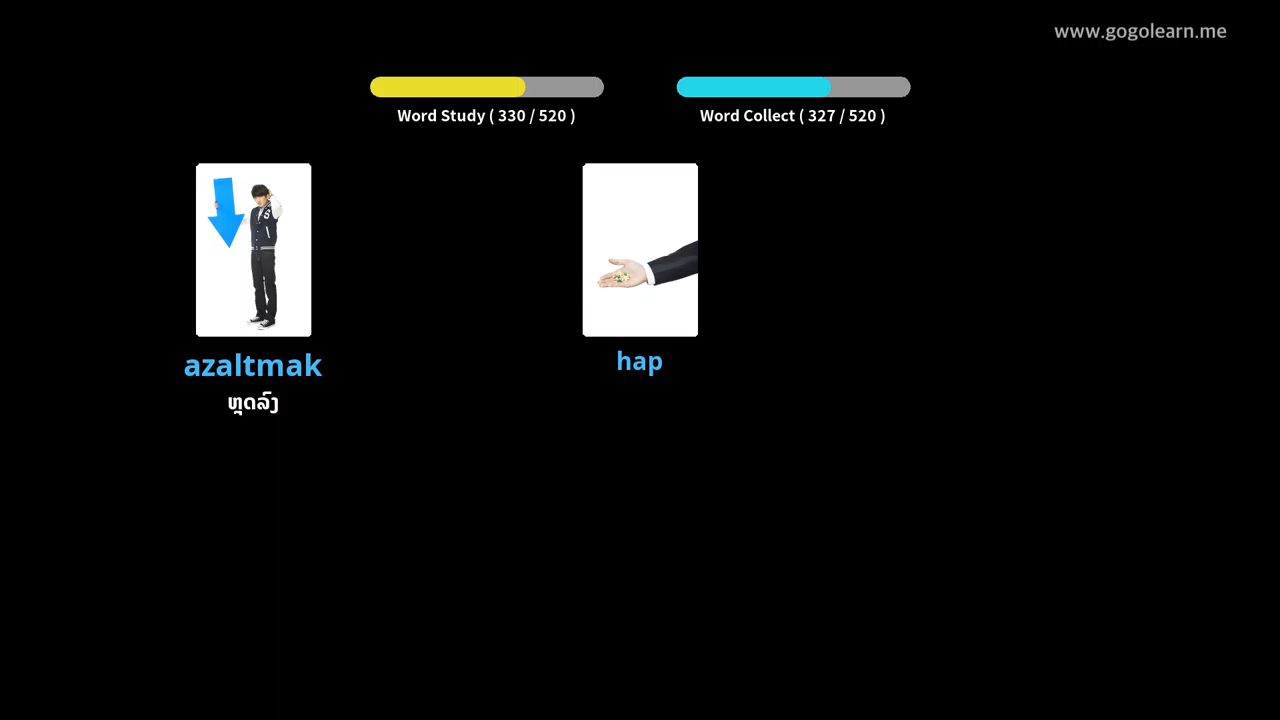 www.gogolearn.me
Word Study ( 330 / 520 )
Word Collect ( 327 / 520 )
azaltmak
ຫຼຸດລົງ
hap